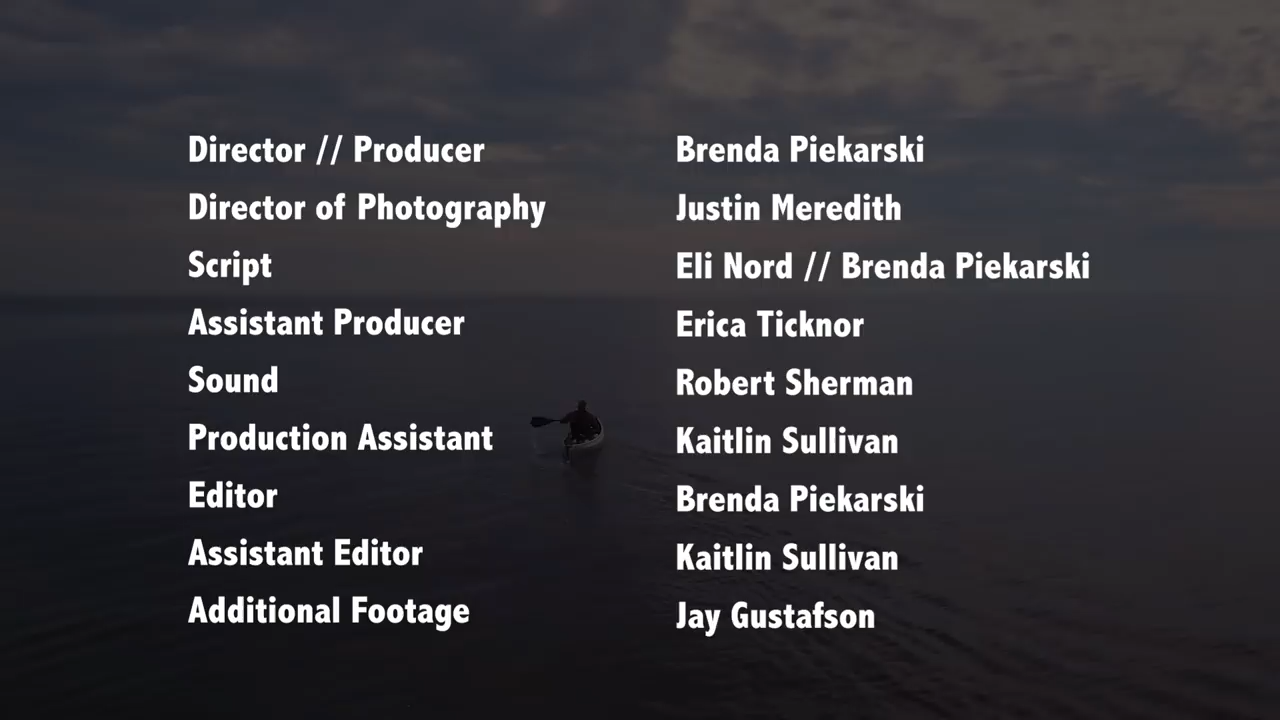 Director // Producer Brenda Piekarski
Director of Photography Justin Meredith
Script Eli Nord // Brenda Piekarski
Assistant Producer Erica Ticknor
Sound Robert Sherman
Production Assistant Kaitlin Sullivan
Editor Brenda Piekarski
Assistant Editor Kaitlin Sullivan
Additional Footage Jay Gustafson